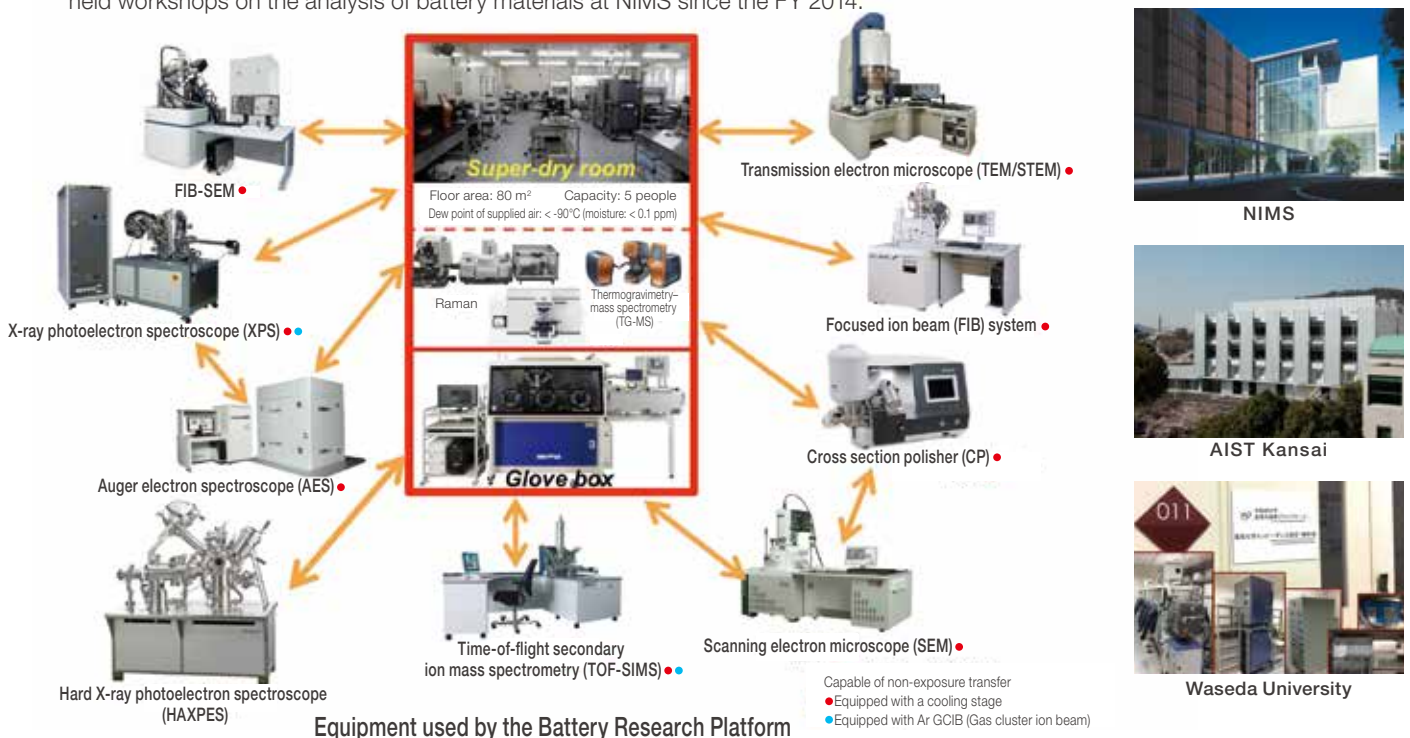 held workshops on the analysis of battery materials at NIMS since the FY 2014.
Super-dry room
Floor area: 80 m² Capacity: 5 people
Dew point of supplied air: < -90°C (moisture: < 0.1 ppm)
Raman
Thermogravimetry–
mass spectrometry
(TG-MS)
Glove box
FIB-SEM
X-ray photoelectron spectroscope (XPS)
Auger electron spectroscope (AES)
Hard X-ray photoelectron spectroscope
(HAXPES)
Time-of-flight secondary
ion mass spectrometry (TOF-SIMS)
Transmission electron microscope (TEM/STEM)
Focused ion beam (FIB) system
Cross section polisher (CP)
Scanning electron microscope (SEM)
Capable of non-exposure transfer
Equipped with a cooling stage
Equipped with Ar GCIB (Gas cluster ion beam)
Equipment used by the Battery Research Platform
NIMS
AIST Kansai
011
Waseda University